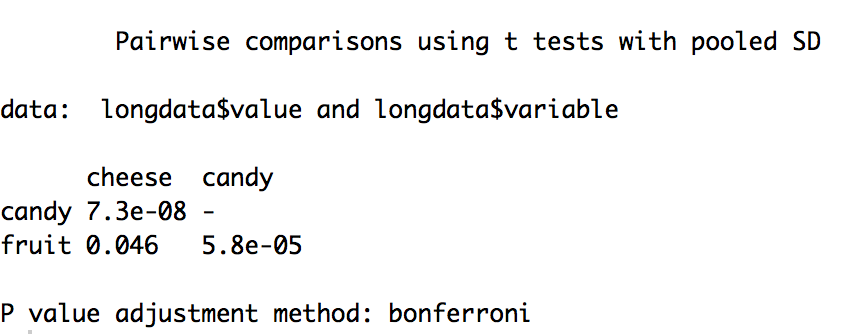 Pairwise comparisons using t tests with pooled SD
data: longdata$value and longdata$variable
cheese candy
candy 7.3e-08 -
fruit 0.046 5.8e-05
P value adjustment method: bonferroni